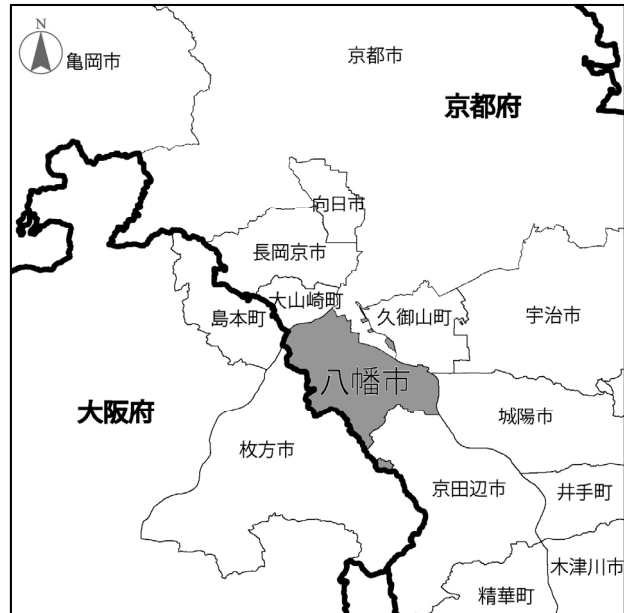 N
亀岡市
京都市
京都府
向日市
長岡京市
大山崎町
島本町
久御山町
宇治市
八幡市
大阪府
城陽市
枚方市
京田辺市
井手町
木津川市
精華町